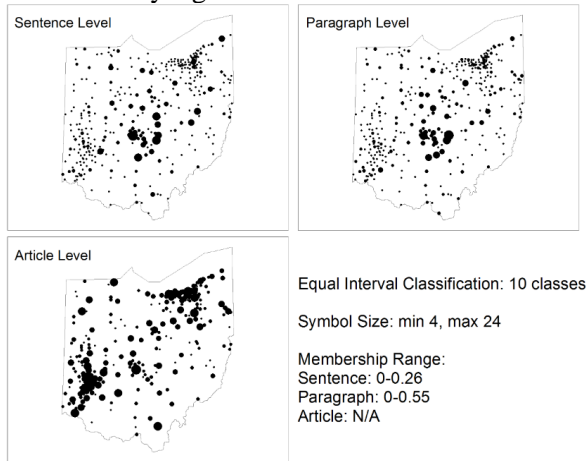 Sentence Level
Paragraph Level
Article Level
Equal Interval Classification: 10 classes
Symbol Size: min 4, max 24
Membership Range:
Sentence: 0-0.26
Paragraph: 0-0.55
Article: N/A